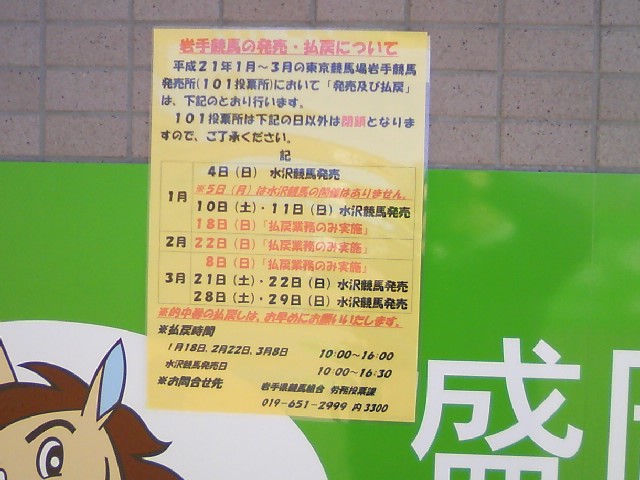 岩手競馬の発売・払戻について
平成21年1月~3月の東京競馬場岩手競馬
発売所(101投票所)において「発売及び払戻」
は、下記のとおり行います。
101投票所は下記の日以外は閉鎖となりま
すので、ご了承ください。
記
1月
4日(日) 水沢競馬発売
※5日(月)は水沢競馬の開催はありません。
10日(土)・11日(日)水沢競馬発売
18日(日)「払戻業務のみ実施」
2月 22日(日)「払戻業務のみ実施」
3月
8日(日)「払戻業務のみ実施」
21日(土)・22日(日)水沢競馬発売
28日(土)・29日(日)水沢競馬発売
※的中券の払戻しは、お早めにお願いいたします。
※払戻時間
1月18日、2月22日、3月8日 10:00~16:00
水沢競馬発売日 10:00~16:30
※お問合せ先 岩手県競馬組合 労務投票課
019-651-2999 内3300
盛